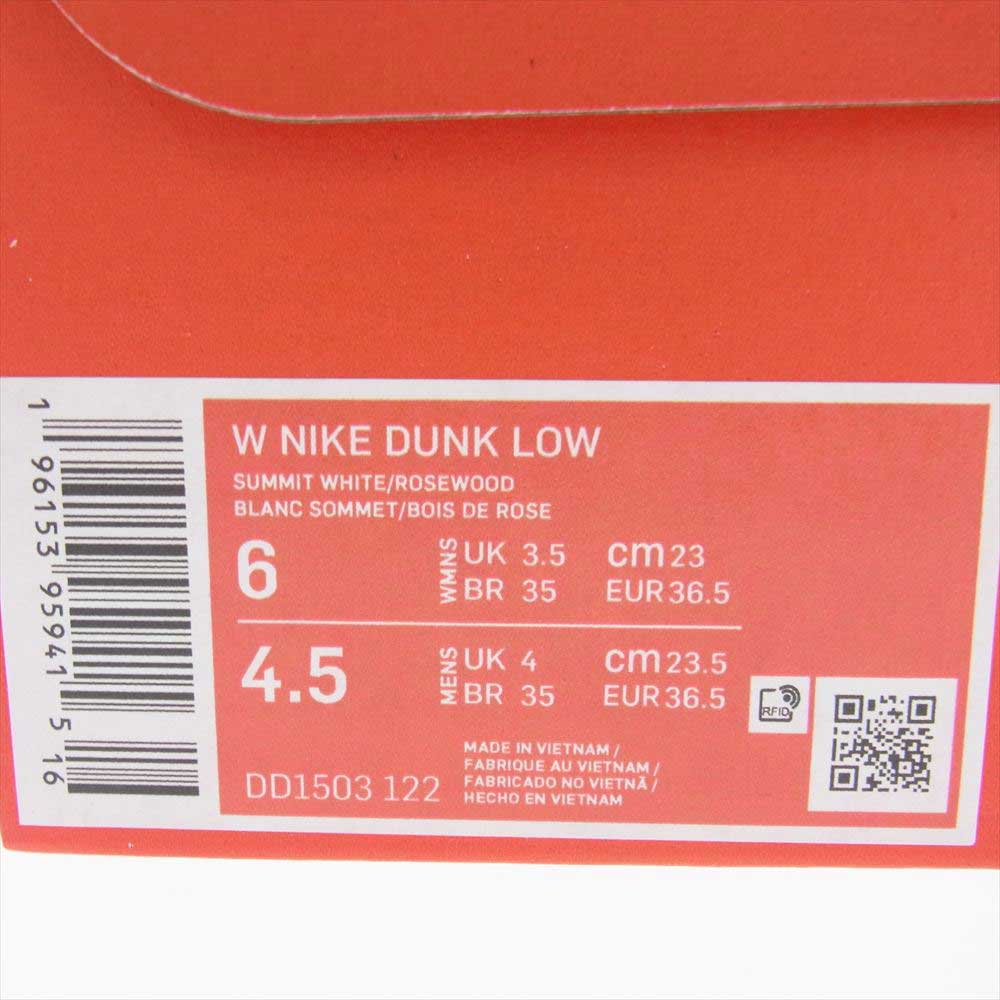 W NIKE DUNK LOW
SUMMIT WHITE/ROSEWOOD
BLANC SOMMET/BOIS DE ROSE
6 WMNS UK 3.5 cm 23
BR 35 EUR 36.5
4.5 MENS UK 4 cm 23.5
BR 35 EUR 36.5
DD1503 122
MADE IN VIETNAM /
FABRIQUE AU VIETNAM /
FABRICADO NO VIETNÃ /
HECHO EN VIETNAM
RFID
1 96153 95941 5 16